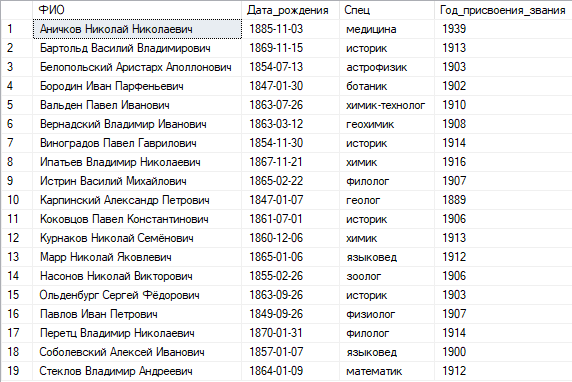 ФИО Дата_рождения Спец Год_присвоения_звания
1 Аничков Николай Николаевич 1885-11-03 медицина 1939
2 Бартольд Василий Владимирович 1869-11-15 историк 1913
3 Белопольский Аристарх Аполлонович 1854-07-13 астрофизик 1903
4 Бородин Иван Парфеньевич 1847-01-30 ботаник 1902
5 Вальден Павел Иванович 1863-07-26 химик-технолог 1910
6 Вернадский Владимир Иванович 1863-03-12 геохимик 1908
7 Виноградов Павел Гаврилович 1854-11-30 историк 1914
8 Ипатьев Владимир Николаевич 1867-11-21 химик 1916
9 Истрин Василий Михайлович 1865-02-22 филолог 1907
10 Карпинский Александр Петрович 1847-01-07 геолог 1889
11 Коковцов Павел Константинович 1861-07-01 историк 1906
12 Курнаков Николай Семёнович 1860-12-06 химик 1913
13 Марр Николай Яковлевич 1865-01-06 языковед 1912
14 Насонов Николай Викторович 1855-02-26 зоолог 1906
15 Ольденбург Сергей Фёдорович 1863-09-26 историк 1903
16 Павлов Иван Петрович 1849-09-26 физиолог 1907
17 Перетц Владимир Николаевич 1870-01-31 филолог 1914
18 Соболевский Алексей Иванович 1857-01-07 языковед 1900
19 Стеклов Владимир Андреевич 1864-01-09 математик 1912